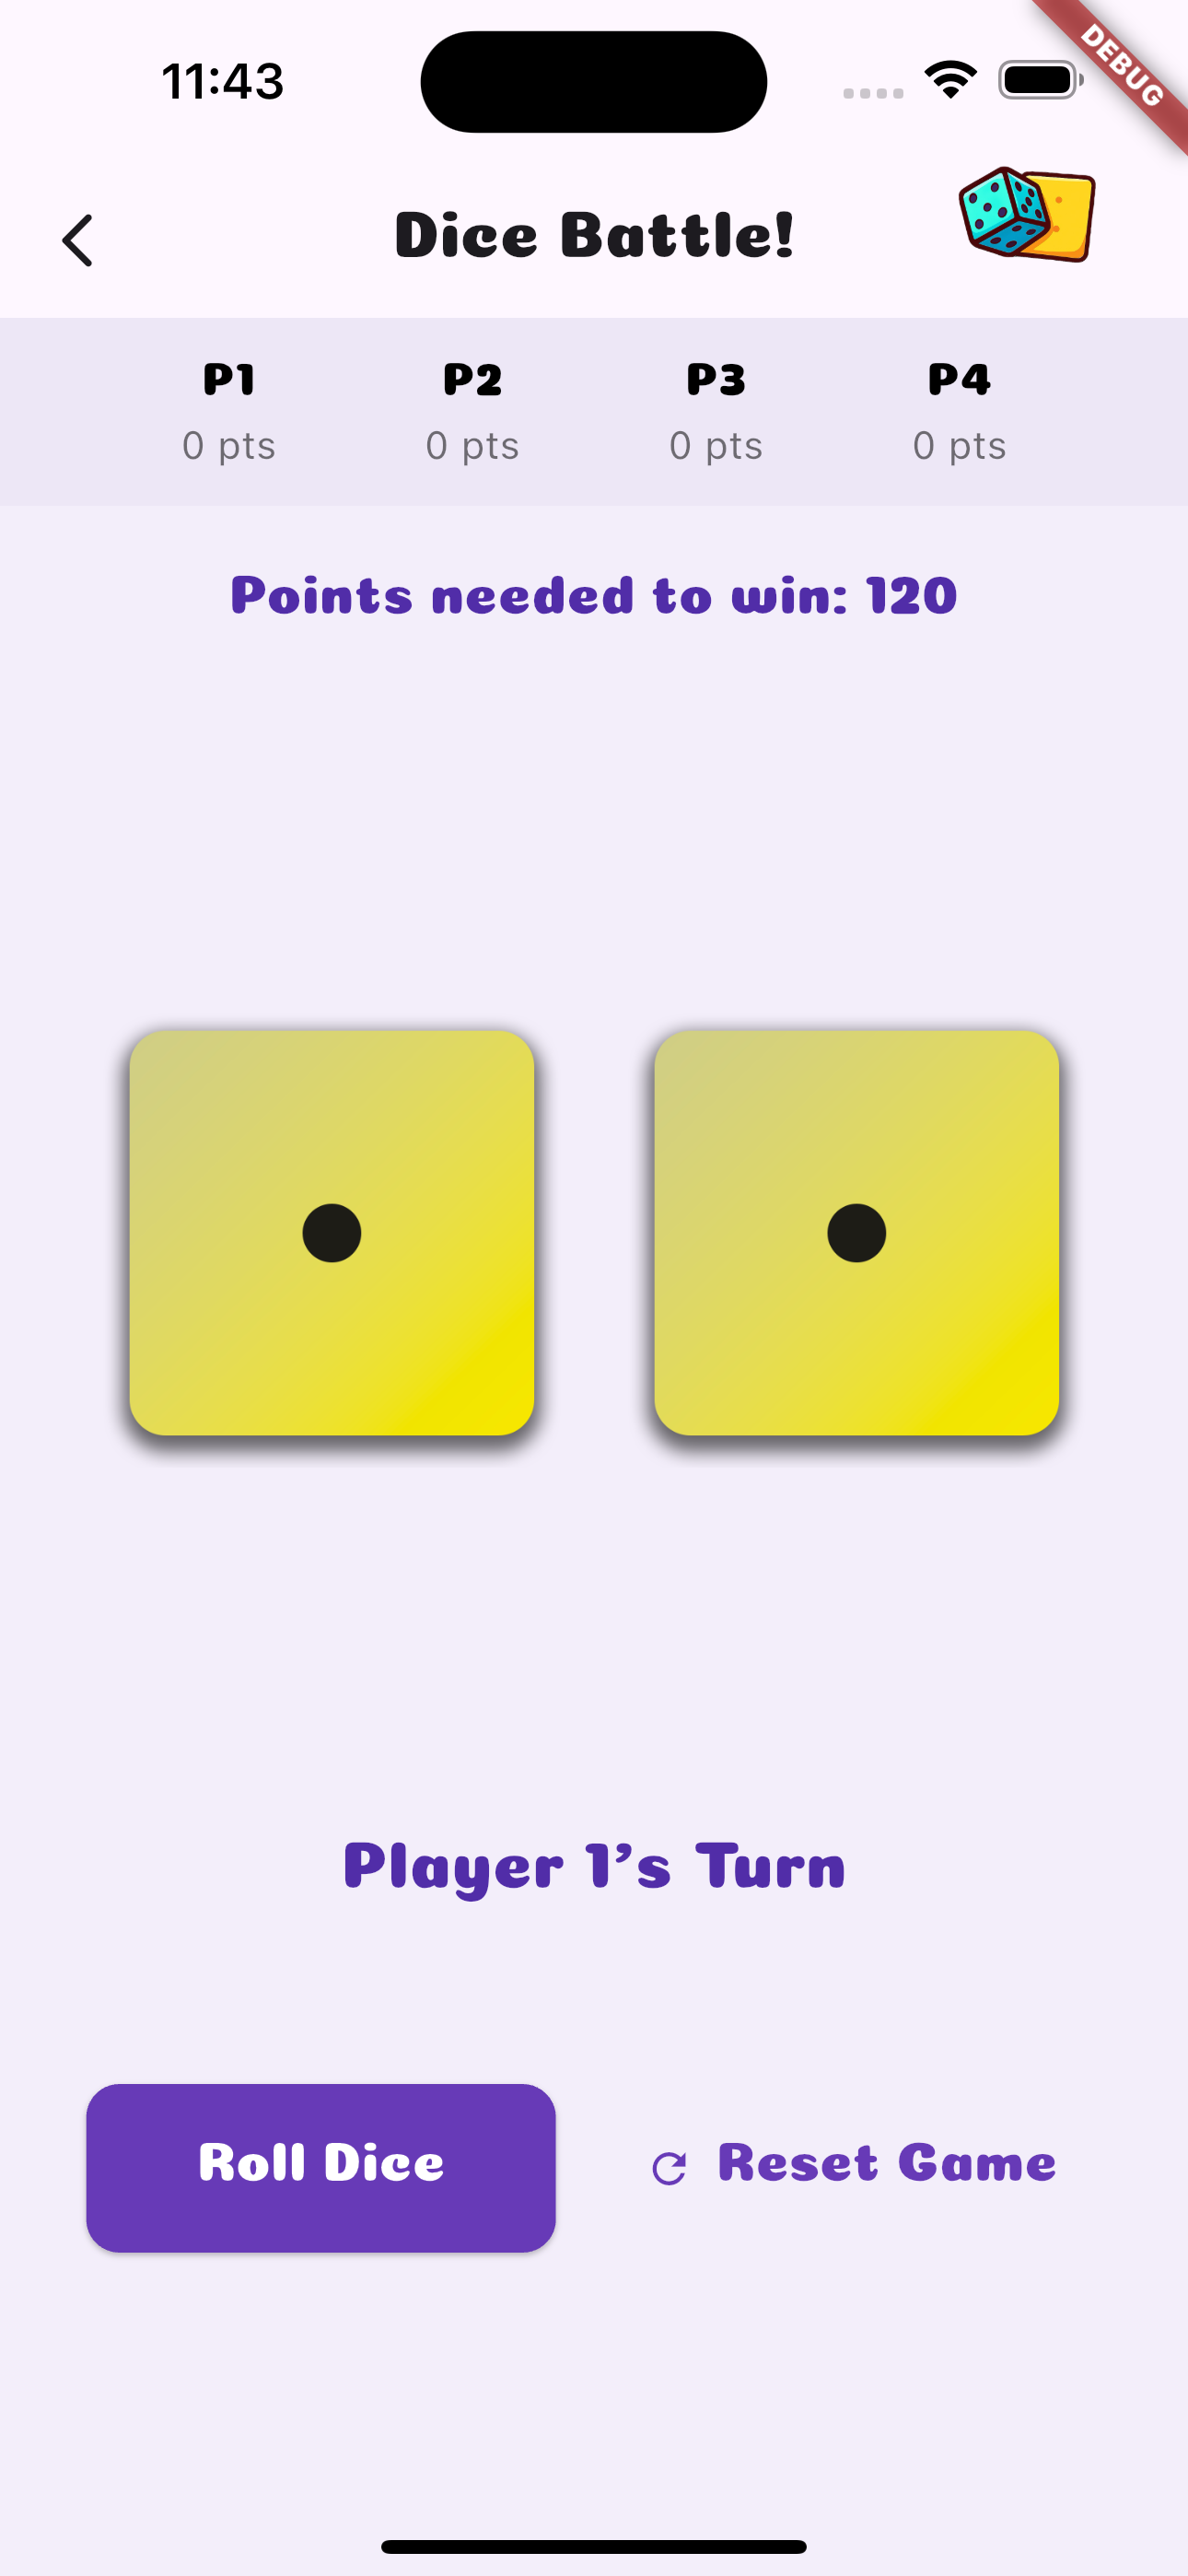 11:43
DEBUG
Dice Battle!
P1 P2 P3 P4
0 pts 0 pts 0 pts 0 pts
Points needed to win: 120
Player 1’s Turn
Roll Dice Reset Game